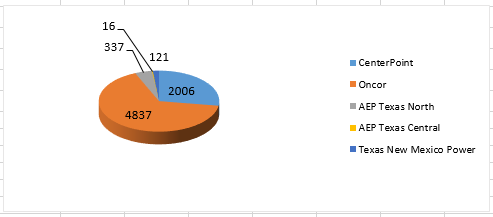 16
337
121
2006
4837
CenterPoint
Oncor
AEP Texas North
AEP Texas Central
Texas New Mexico Power